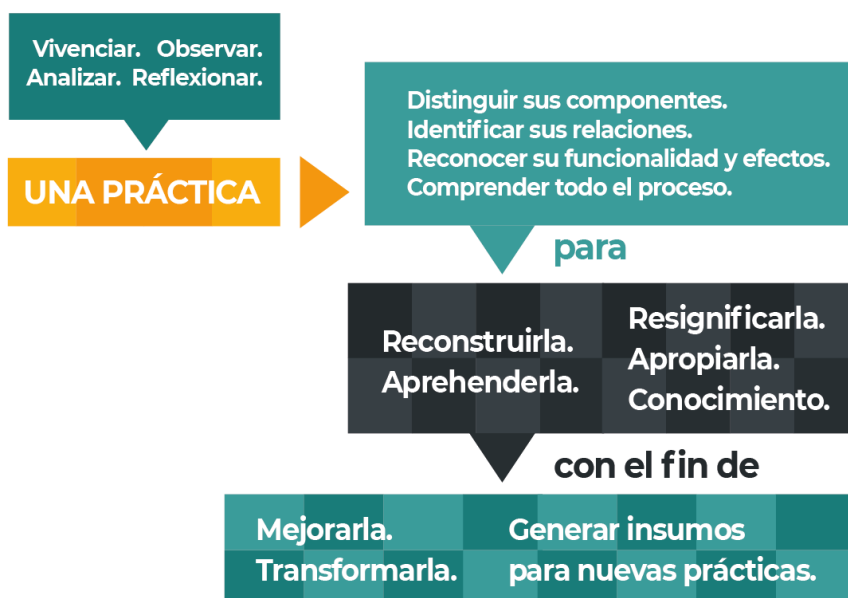 Vivenciar. Observar.
Analizar. Reflexionar.
UNA PRÁCTICA
Distinguir sus componentes.
Identificar sus relaciones.
Reconocer su funcionalidad y efectos.
Comprender todo el proceso.
para
Reconstruirla.
Aprehenderla.
Resignificarla.
Apropiarla.
Conocimiento.
con el fin de
Mejorarla.
Transformarla.
Generar insumos
para nuevas prácticas.